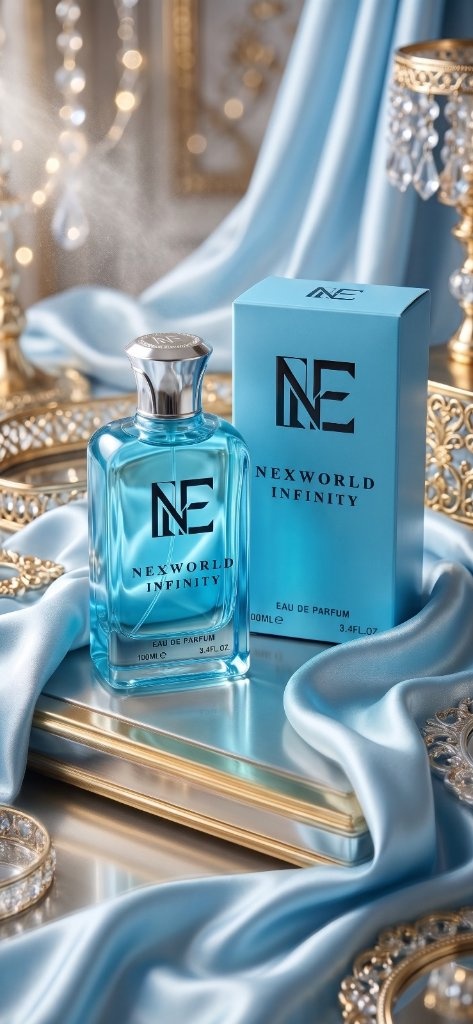 NE
NEXWORLD
INFINITY
EAU DE PARFUM
100ML℮ 3.4FL.OZ.
NE
NE
NEXWORLD
INFINITY
EAU DE PARFUM
00ML℮ 3.4FL.OZ